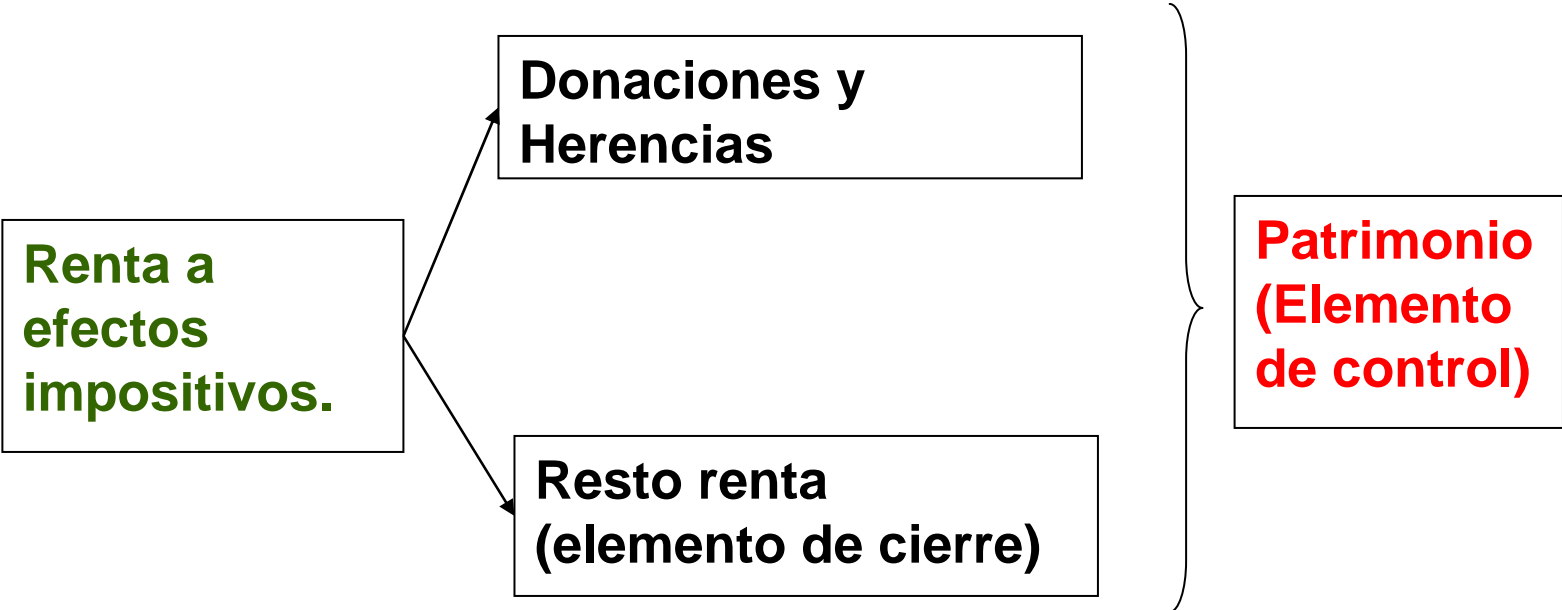 Donaciones y
Herencias
Renta a
efectos
impositivos.
Patrimonio
(Elemento
de control)
Resto renta
(elemento de cierre)